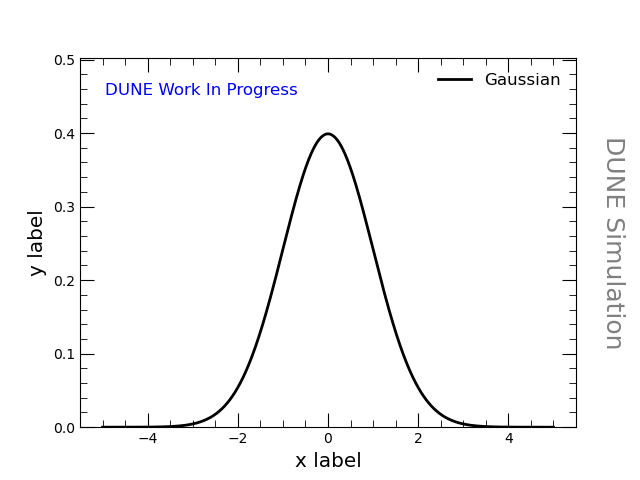 DUNE Work In Progress
Gaussian
0.5
0.4
0.3
0.2
0.1
0.0
y label
−4
−2
0
2
4
x label
DUNE Simulation